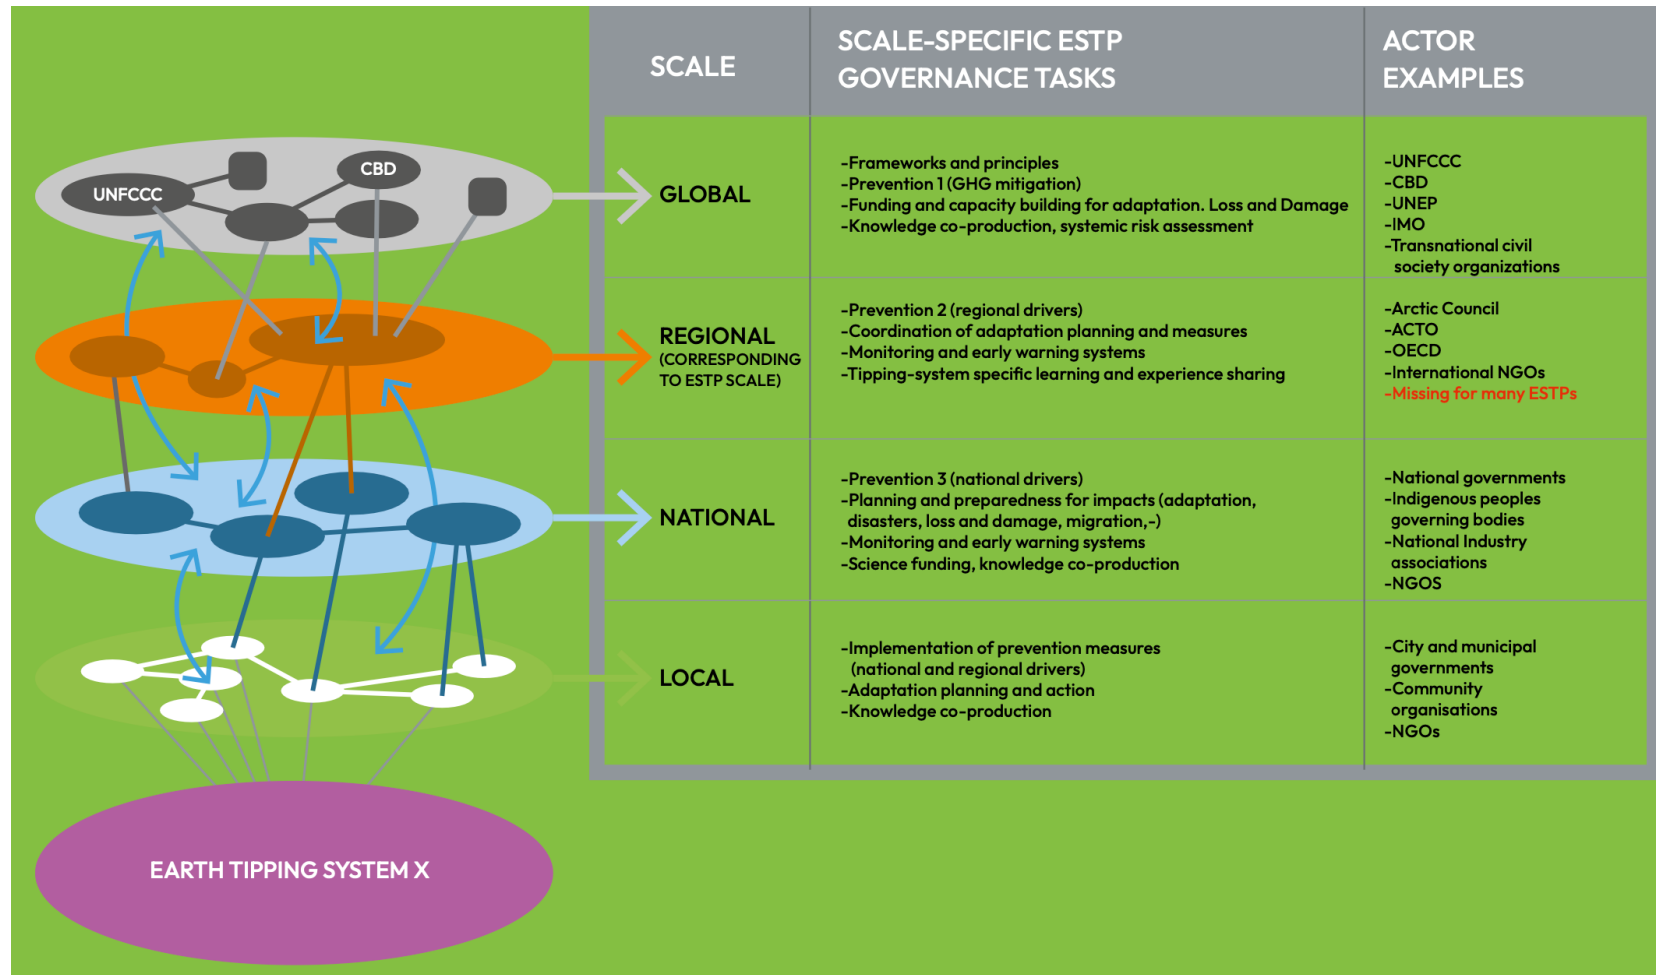 SCALE
SCALE-SPECIFIC ESTP
GOVERNANCE TASKS
ACTOR
EXAMPLES
UNFCCC
CBD
GLOBAL
-Frameworks and principles
-Prevention 1 (GHG mitigation)
-Funding and capacity building for adaptation. Loss and Damage
-Knowledge co-production, systemic risk assessment
-UNFCCC
-CBD
-UNEP
-IMO
-Transnational civil
society organizations
REGIONAL
(CORRESPONDING
TO ESTP SCALE)
-Prevention 2 (regional drivers)
-Coordination of adaptation planning and measures
-Monitoring and early warning systems
-Tipping-system specific learning and experience sharing
-Arctic Council
-ACTO
-OECD
-International NGOs
-Missing for many ESTPs
NATIONAL
-Prevention 3 (national drivers)
-Planning and preparedness for impacts (adaptation,
disasters, loss and damage, migration,-)
-Monitoring and early warning systems
-Science funding, knowledge co-production
-National governments
-Indigenous peoples
governing bodies
-National Industry
associations
-NGOS
LOCAL
-Implementation of prevention measures
(national and regional drivers)
-Adaptation planning and action
-Knowledge co-production
-City and municipal
governments
-Community
organisations
-NGOs
EARTH TIPPING SYSTEM X